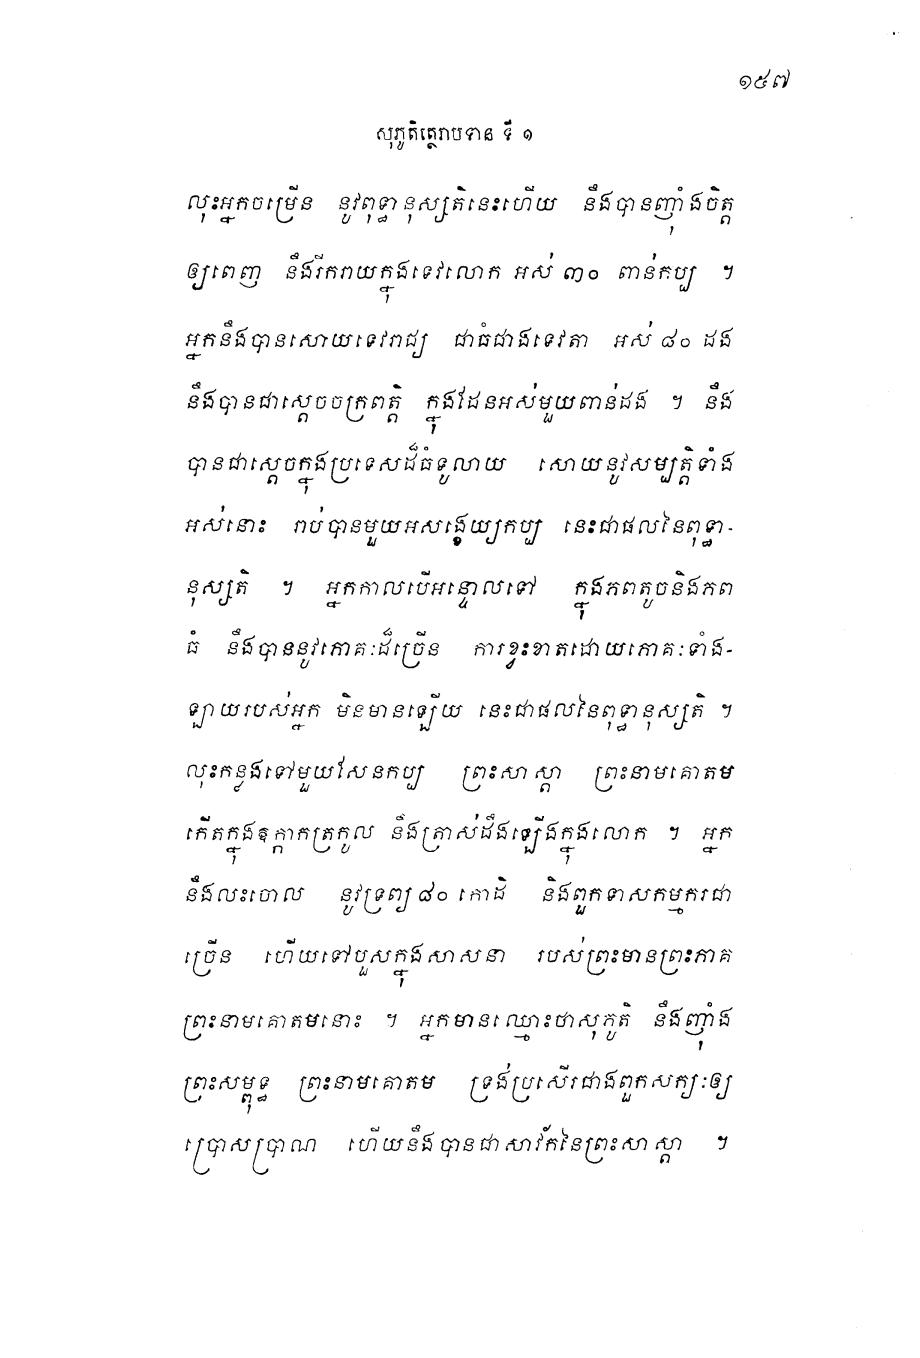 ១៥៧
សុភូតិត្ថេរាបទាន ទី ១
លុះអ្នកចម្រើន នូវពុទ្ធានុស្សតិនេះហើយ នឹងបានញ៉ាំងចិត្ត
ឲ្យពេញ នឹងរីករាយក្នុងទេវលោក អស់ ៣០ ពាន់កប្ប ។
អ្នកនឹងបានសោយទេវរាជ្យ ជាធំជាងទេវតា អស់ ៨០ ដង
នឹងបានជាស្តេចចក្រពត្តិ ក្នុងដែនអស់មួយពាន់ដង ។ នឹង
បានជាស្តេចក្នុងប្រទេសដ៏ធំទូលាយ សោយនូវសម្បត្តិទាំង
អស់នោះ រាប់បានមួយអសង្ខេយ្យកប្ប នេះជាផលនៃពុទ្ធា-
នុស្សតិ ។ អ្នកកាលបើអន្ទោលទៅ ក្នុងភពតូចនិងភព
ធំ នឹងបាននូវភោគៈដ៏ច្រើន ការខ្វះខាតដោយភោគៈទាំង-
ឡាយរបស់អ្នក មិនមានឡើយ នេះជាផលនៃពុទ្ធានុស្សតិ ។
លុះកន្លងទៅមួយសែនកប្ប ព្រះសាស្តា ព្រះនាមគោតម
កើតក្នុងឧក្កាកត្រកូល នឹងត្រាស់ដឹងឡើងក្នុងលោក ។ អ្នក
នឹងលះចោល នូវទ្រព្យ ៨០ កោដិ និងពួកទាសកម្មករជា
ច្រើន ហើយទៅបួសក្នុងសាសនា របស់ព្រះមានព្រះភាគ
ព្រះនាមគោតមនោះ ។ អ្នកមានឈ្មោះថាសុភូតិ នឹងញ៉ាំង
ព្រះសម្ពុទ្ធ ព្រះនាមគោតម ទ្រង់ប្រសើរជាងពួកសក្យៈឲ្យ
ប្រោសប្រាណ ហើយនឹងបានជាសាវ័កនៃព្រះសាស្តា ។